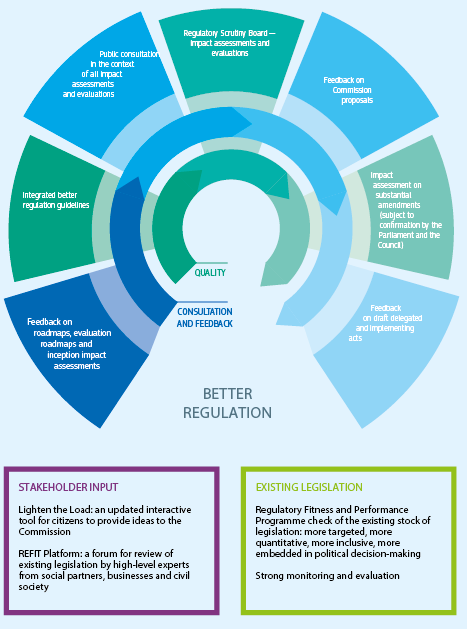 Regulatory Scrutiny Board —
impact assessments and
evaluations
Public consultation
in the context
of all impact
assessments
and evaluations
Feedback on
Commission
proposals
Integrated better
regulation guidelines
Impact
assessment on
substantial
amendments
(subject to
confirmation by the
Parliament and the
Council)
Feedback on
roadmaps, evaluation
roadmaps and
inception impact
assessments
Feedback
on draft delegated
and implementing
acts
QUALITY
CONSULTATION
AND FEEDBACK
BETTER
REGULATION
STAKEHOLDER INPUT
Lighten the Load: an updated interactive
tool for citizens to provide ideas to the
Commission
REFIT Platform: a forum for review of
existing legislation by high-level experts
from social partners, businesses and civil
society
EXISTING LEGISLATION
Regulatory Fitness and Performance
Programme check of the existing stock of
legislation: more targeted, more
quantitative, more inclusive, more
embedded in political decision-making
Strong monitoring and evaluation